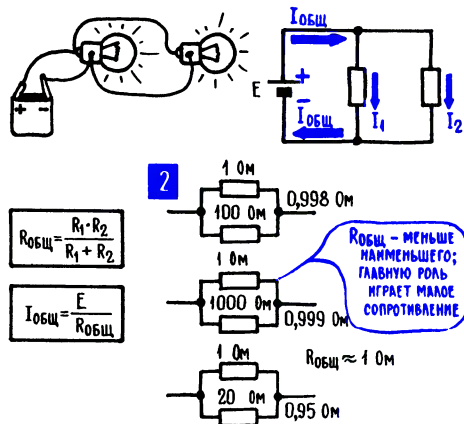 + -
Iобщ
E
+
-
Iобщ
I1
I2
2
Rобщ = R1·R2 / R1 + R2
Iобщ = E / Rобщ
1 Ом
100 Ом
0,998 Ом
1 Ом
1000 Ом
0,999 Ом
1 Ом
20 Ом
0,95 Ом
Rобщ - МЕНЬШЕ
НАИМЕНЬШЕГО;
ГЛАВНУЮ РОЛЬ
ИГРАЕТ МАЛОЕ
СОПРОТИВЛЕНИЕ
Rобщ ≈ 1 Ом